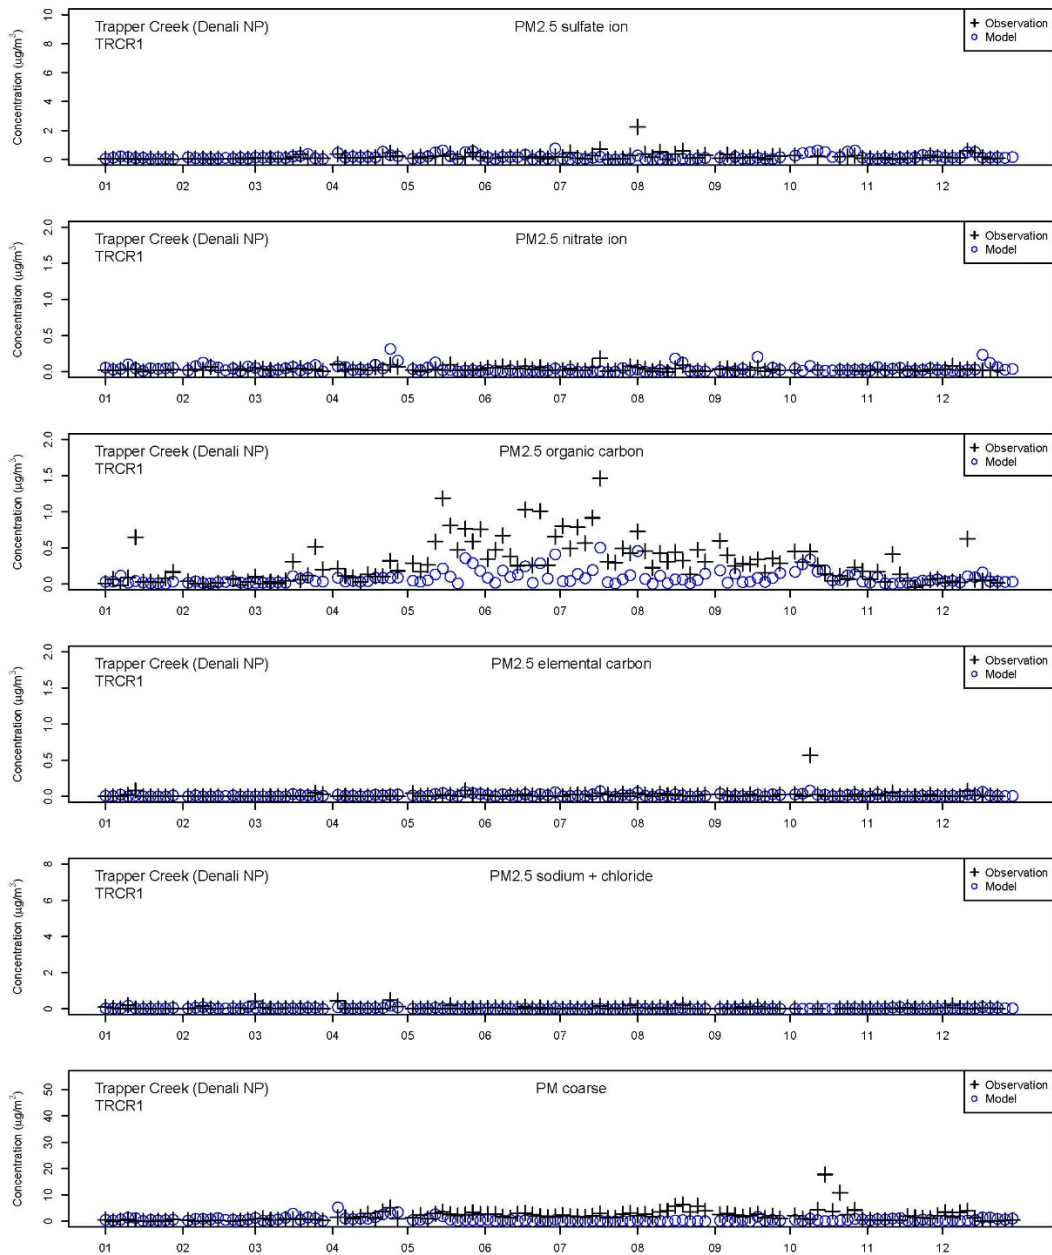 Trapper Creek (Denali NP)
TRCR1
PM2.5 sulfate ion
+ Observation
○ Model
Concentration (µg/m³)
10
8
6
4
2
0
01 02 03 04 05 06 07 08 09 10 11 12
Trapper Creek (Denali NP)
TRCR1
PM2.5 nitrate ion
+ Observation
○ Model
Concentration (µg/m³)
2.0
1.5
1.0
0.5
0.0
01 02 03 04 05 06 07 08 09 10 11 12
Trapper Creek (Denali NP)
TRCR1
PM2.5 organic carbon
+ Observation
○ Model
Concentration (µg/m³)
2.0
1.5
1.0
0.5
0.0
01 02 03 04 05 06 07 08 09 10 11 12
Trapper Creek (Denali NP)
TRCR1
PM2.5 elemental carbon
+ Observation
○ Model
Concentration (µg/m³)
2.0
1.5
1.0
0.5
0.0
01 02 03 04 05 06 07 08 09 10 11 12
Trapper Creek (Denali NP)
TRCR1
PM2.5 sodium + chloride
+ Observation
○ Model
Concentration (µg/m³)
8
6
4
2
0
01 02 03 04 05 06 07 08 09 10 11 12
Trapper Creek (Denali NP)
TRCR1
PM coarse
+ Observation
○ Model
Concentration (µg/m³)
50
40
30
20
10
0
01 02 03 04 05 06 07 08 09 10 11 12